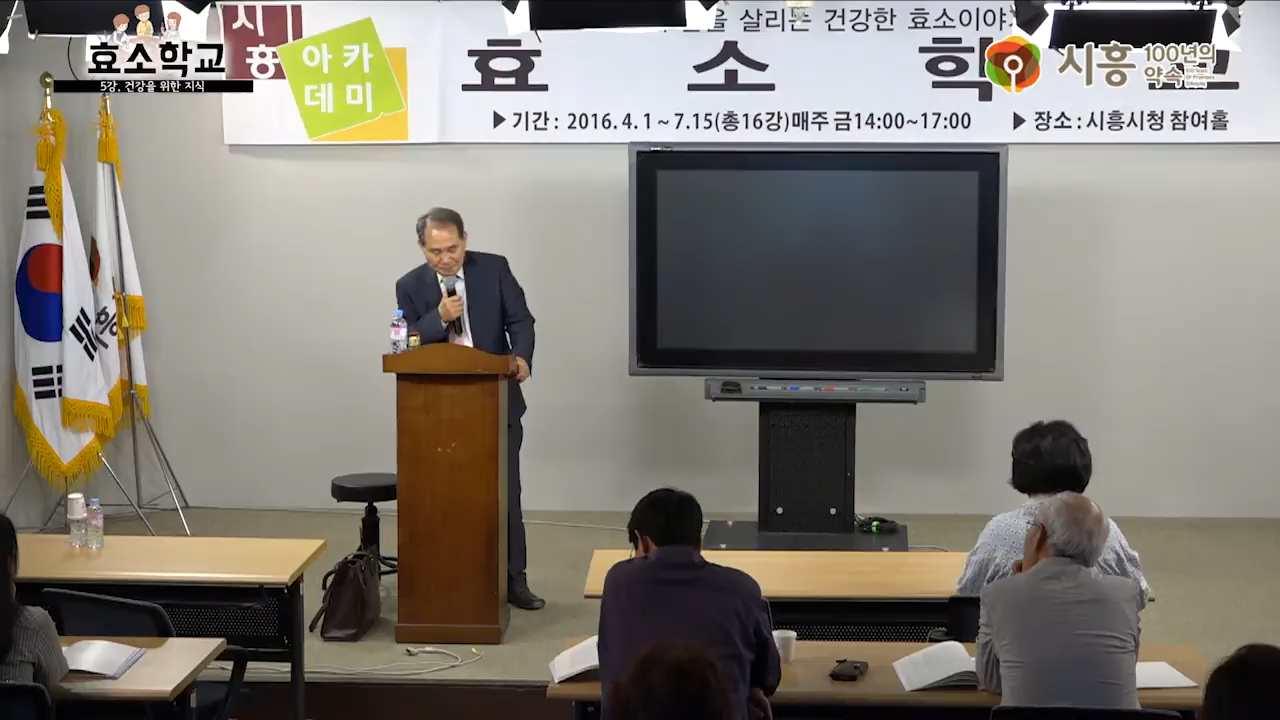 효소학교
5강. 건강을 위한 지식
시흥
아카
데미
살리는 건강한 효소이야
효 소 학 교
▶기간 : 2016. 4. 1 ~ 7. 15(총16강) 매주 금14:00~17:00
▶장소 : 시흥시청 참여홀
시흥
100년의
약속